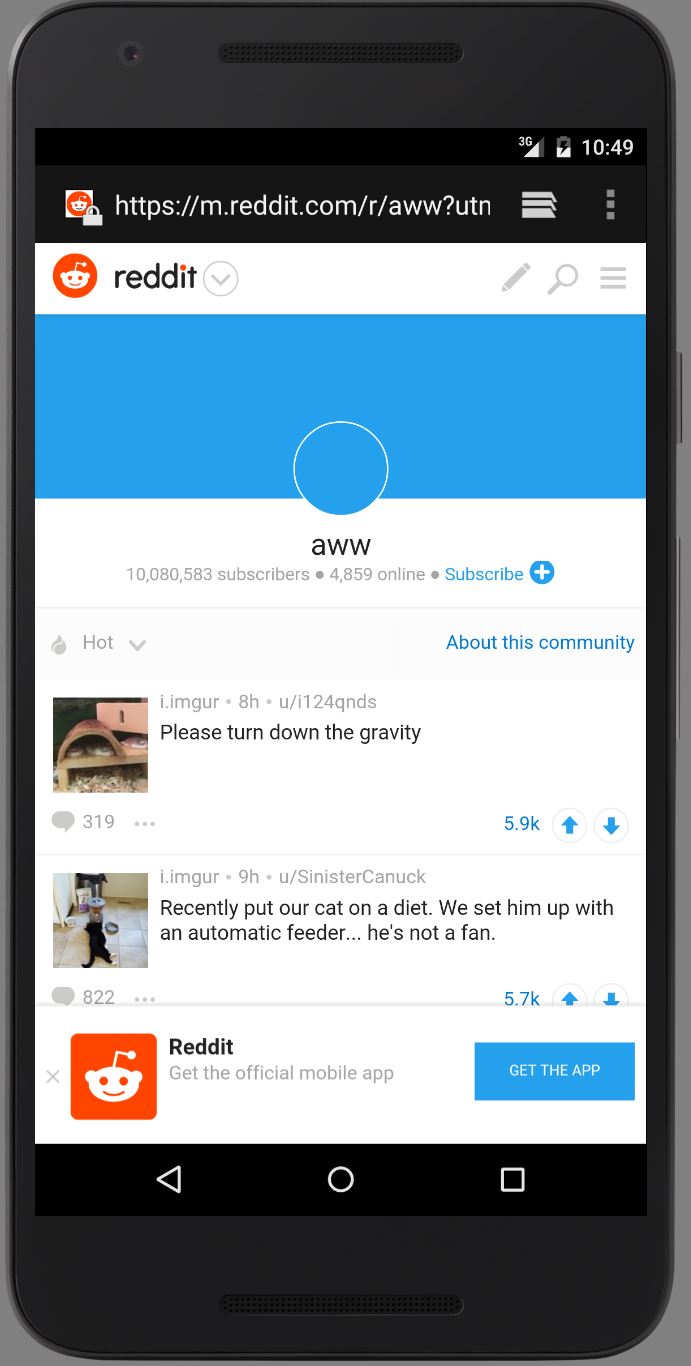 3G 10:49
https://m.reddit.com/r/aww?utn
reddit
aww
10,080,583 subscribers • 4,859 online • Subscribe
Hot About this community
i.imgur • 8h • u/i124qnds
Please turn down the gravity
319 ••• 5.9k
i.imgur • 9h • u/SinisterCanuck
Recently put our cat on a diet. We set him up with
an automatic feeder... he's not a fan.
822 ••• 5.7k
Reddit
Get the official mobile app
GET THE APP